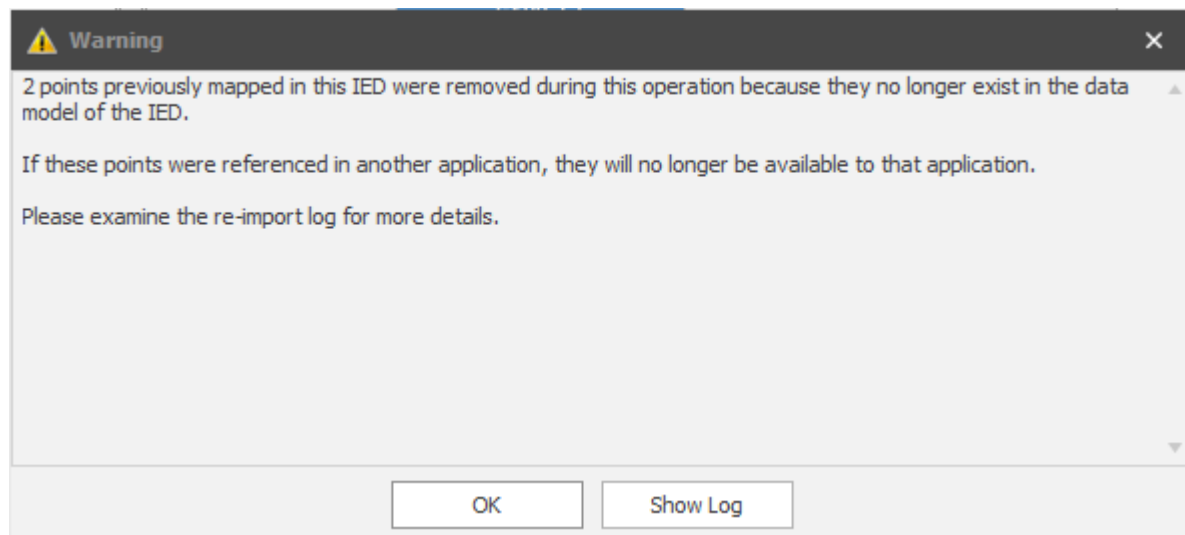 Warning
2 points previously mapped in this IED were removed during this operation because they no longer exist in the data
model of the IED.
If these points were referenced in another application, they will no longer be available to that application.
Please examine the re-import log for more details.
OK
Show Log